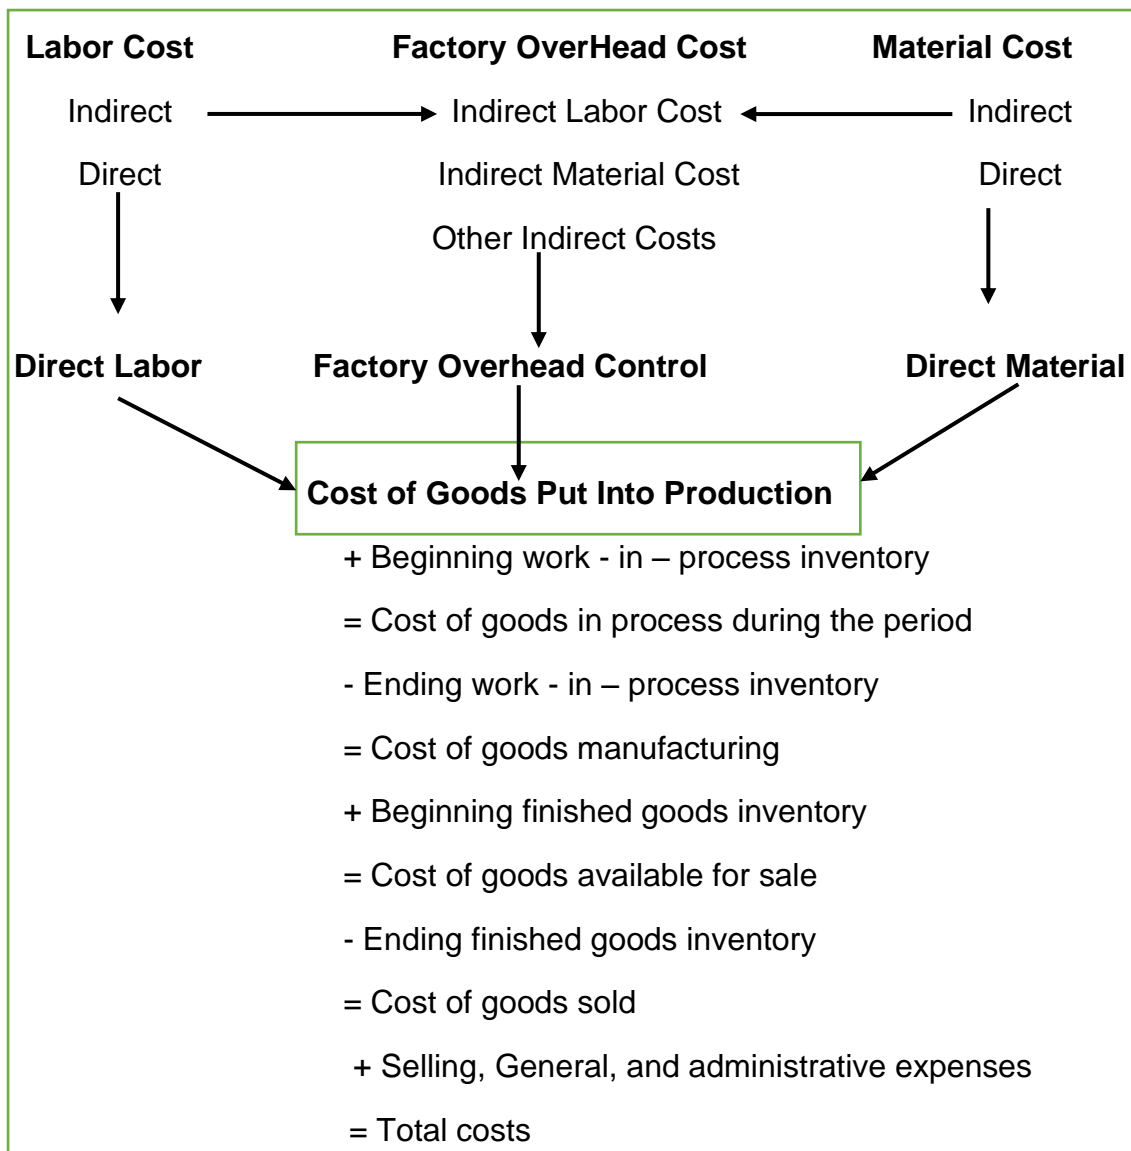 Labor Cost Factory OverHead Cost Material Cost
Indirect Indirect Labor Cost Indirect
Direct Indirect Material Cost Direct
Other Indirect Costs
Direct Labor Factory Overhead Control Direct Material
Cost of Goods Put Into Production
+ Beginning work - in – process inventory
= Cost of goods in process during the period
- Ending work - in – process inventory
= Cost of goods manufacturing
+ Beginning finished goods inventory
= Cost of goods available for sale
- Ending finished goods inventory
= Cost of goods sold
+ Selling, General, and administrative expenses
= Total costs